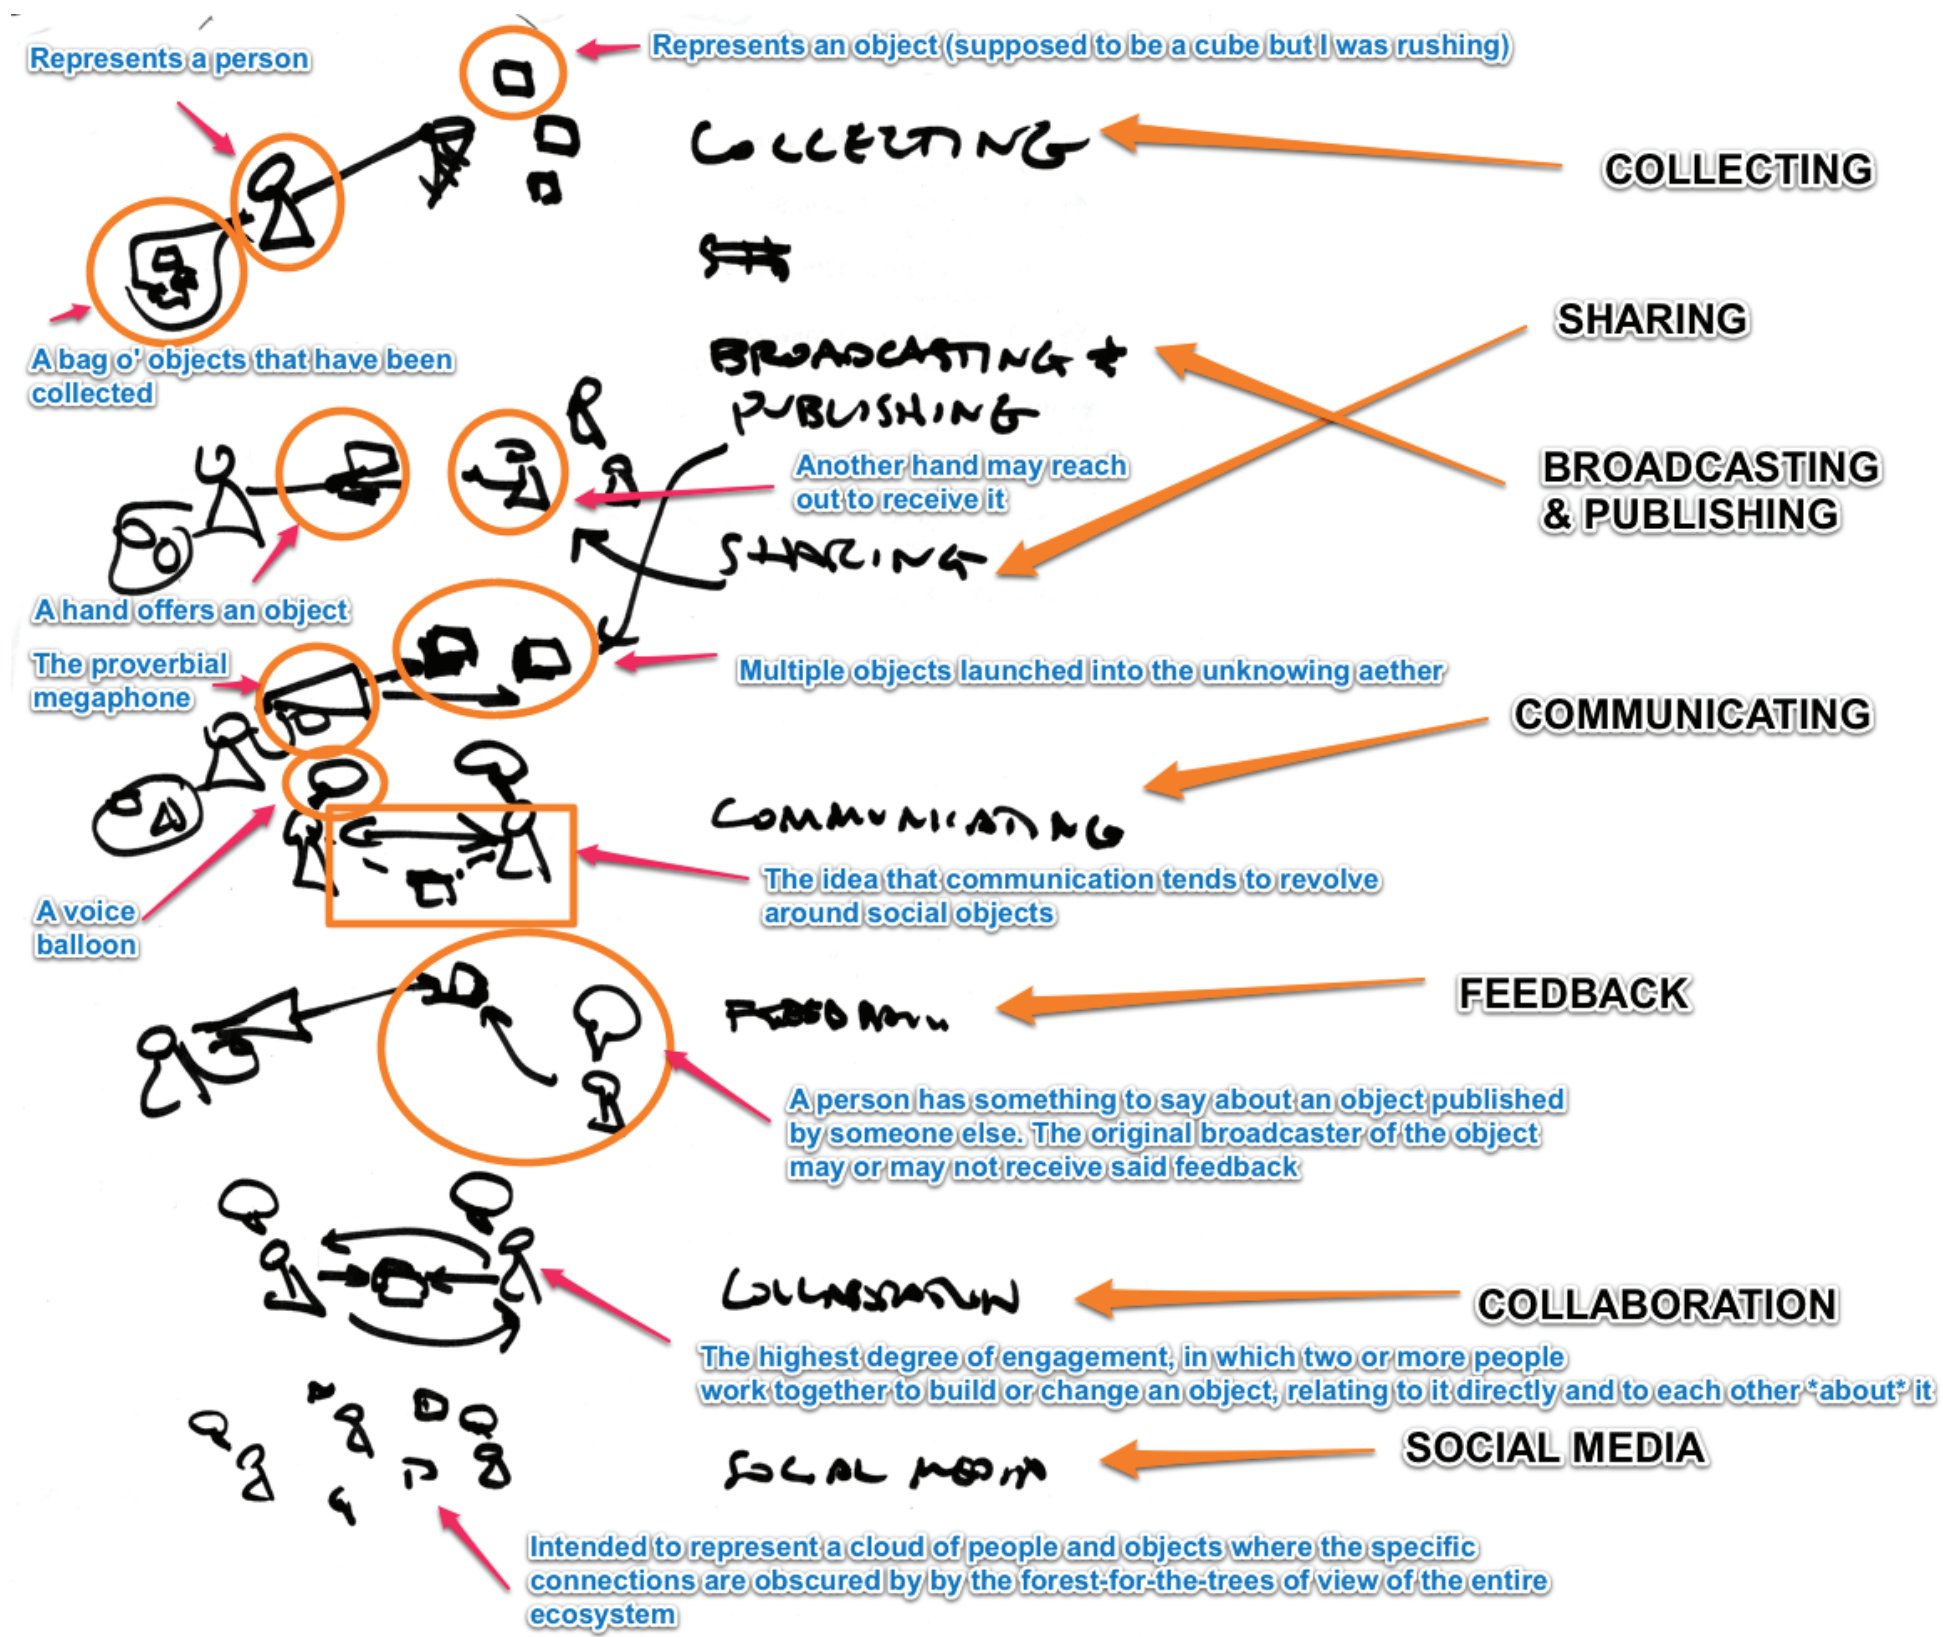 Represents a person
Represents an object (supposed to be a cube but I was rushing)
COLLECTING
COLLECTING
A bag o' objects that have been
collected
SHARING
BROADCASTING +
PUBLISHING
BROADCASTING
& PUBLISHING
Another hand may reach
out to receive it
SHARING
A hand offers an object
The proverbial
megaphone
Multiple objects launched into the unknowing aether
COMMUNICATING
COMMUNICATING
The idea that communication tends to revolve
around social objects
A voice
balloon
FEEDBACK
FEEDBACK
A person has something to say about an object published
by someone else. The original broadcaster of the object
may or may not receive said feedback
COLLABORATION
COLLABORATION
The highest degree of engagement, in which two or more people
work together to build or change an object, relating to it directly and to each other *about* it
SOCIAL MEDIA
SOCIAL MEDIA
Intended to represent a cloud of people and objects where the specific
connections are obscured by by the forest-for-the-trees of view of the entire
ecosystem